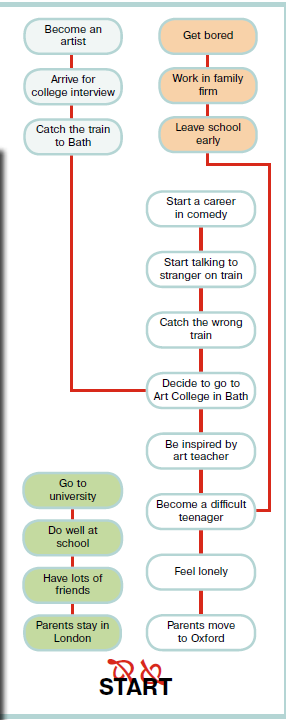 Become an
artist
Arrive for
college interview
Catch the train
to Bath
Get bored
Work in family
firm
Leave school
early
Start a career
in comedy
Start talking to
stranger on train
Catch the wrong
train
Decide to go to
Art College in Bath
Be inspired by
art teacher
Become a difficult
teenager
Feel lonely
Parents move
to Oxford
Go to
university
Do well at
school
Have lots of
friends
Parents stay in
London
START